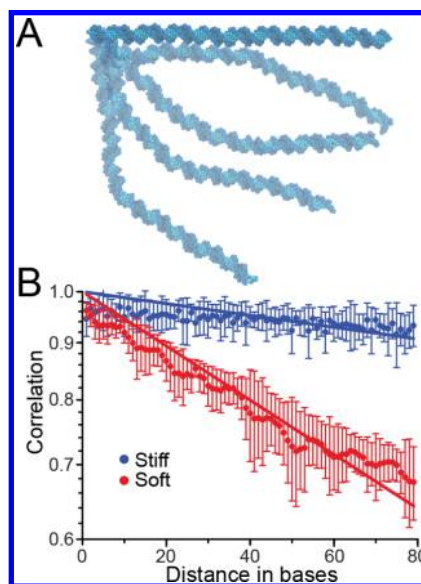 A
B
1.0
0.9
0.8
0.7
0.6
Correlation
Stiff
Soft
0 20 40 60 80
Distance in bases